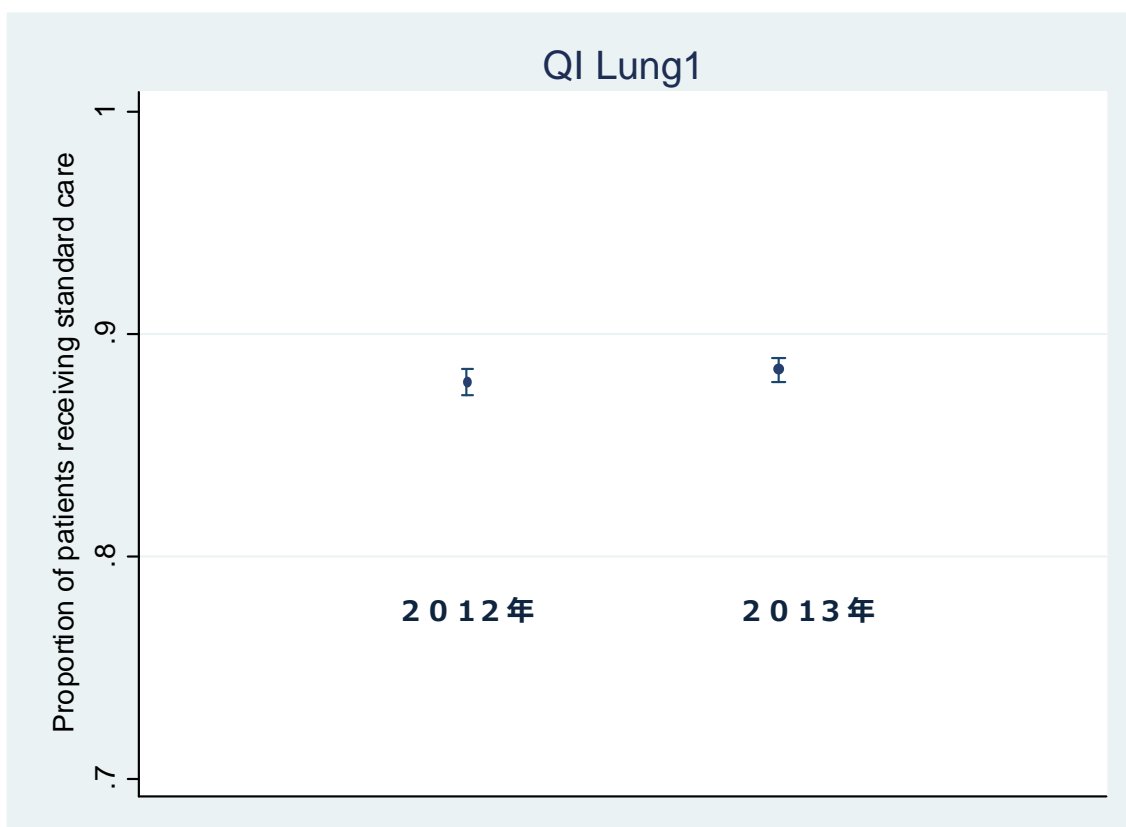 QI Lung1
Proportion of patients receiving standard care
1
.9
.8
.7
２０12年
２０13年